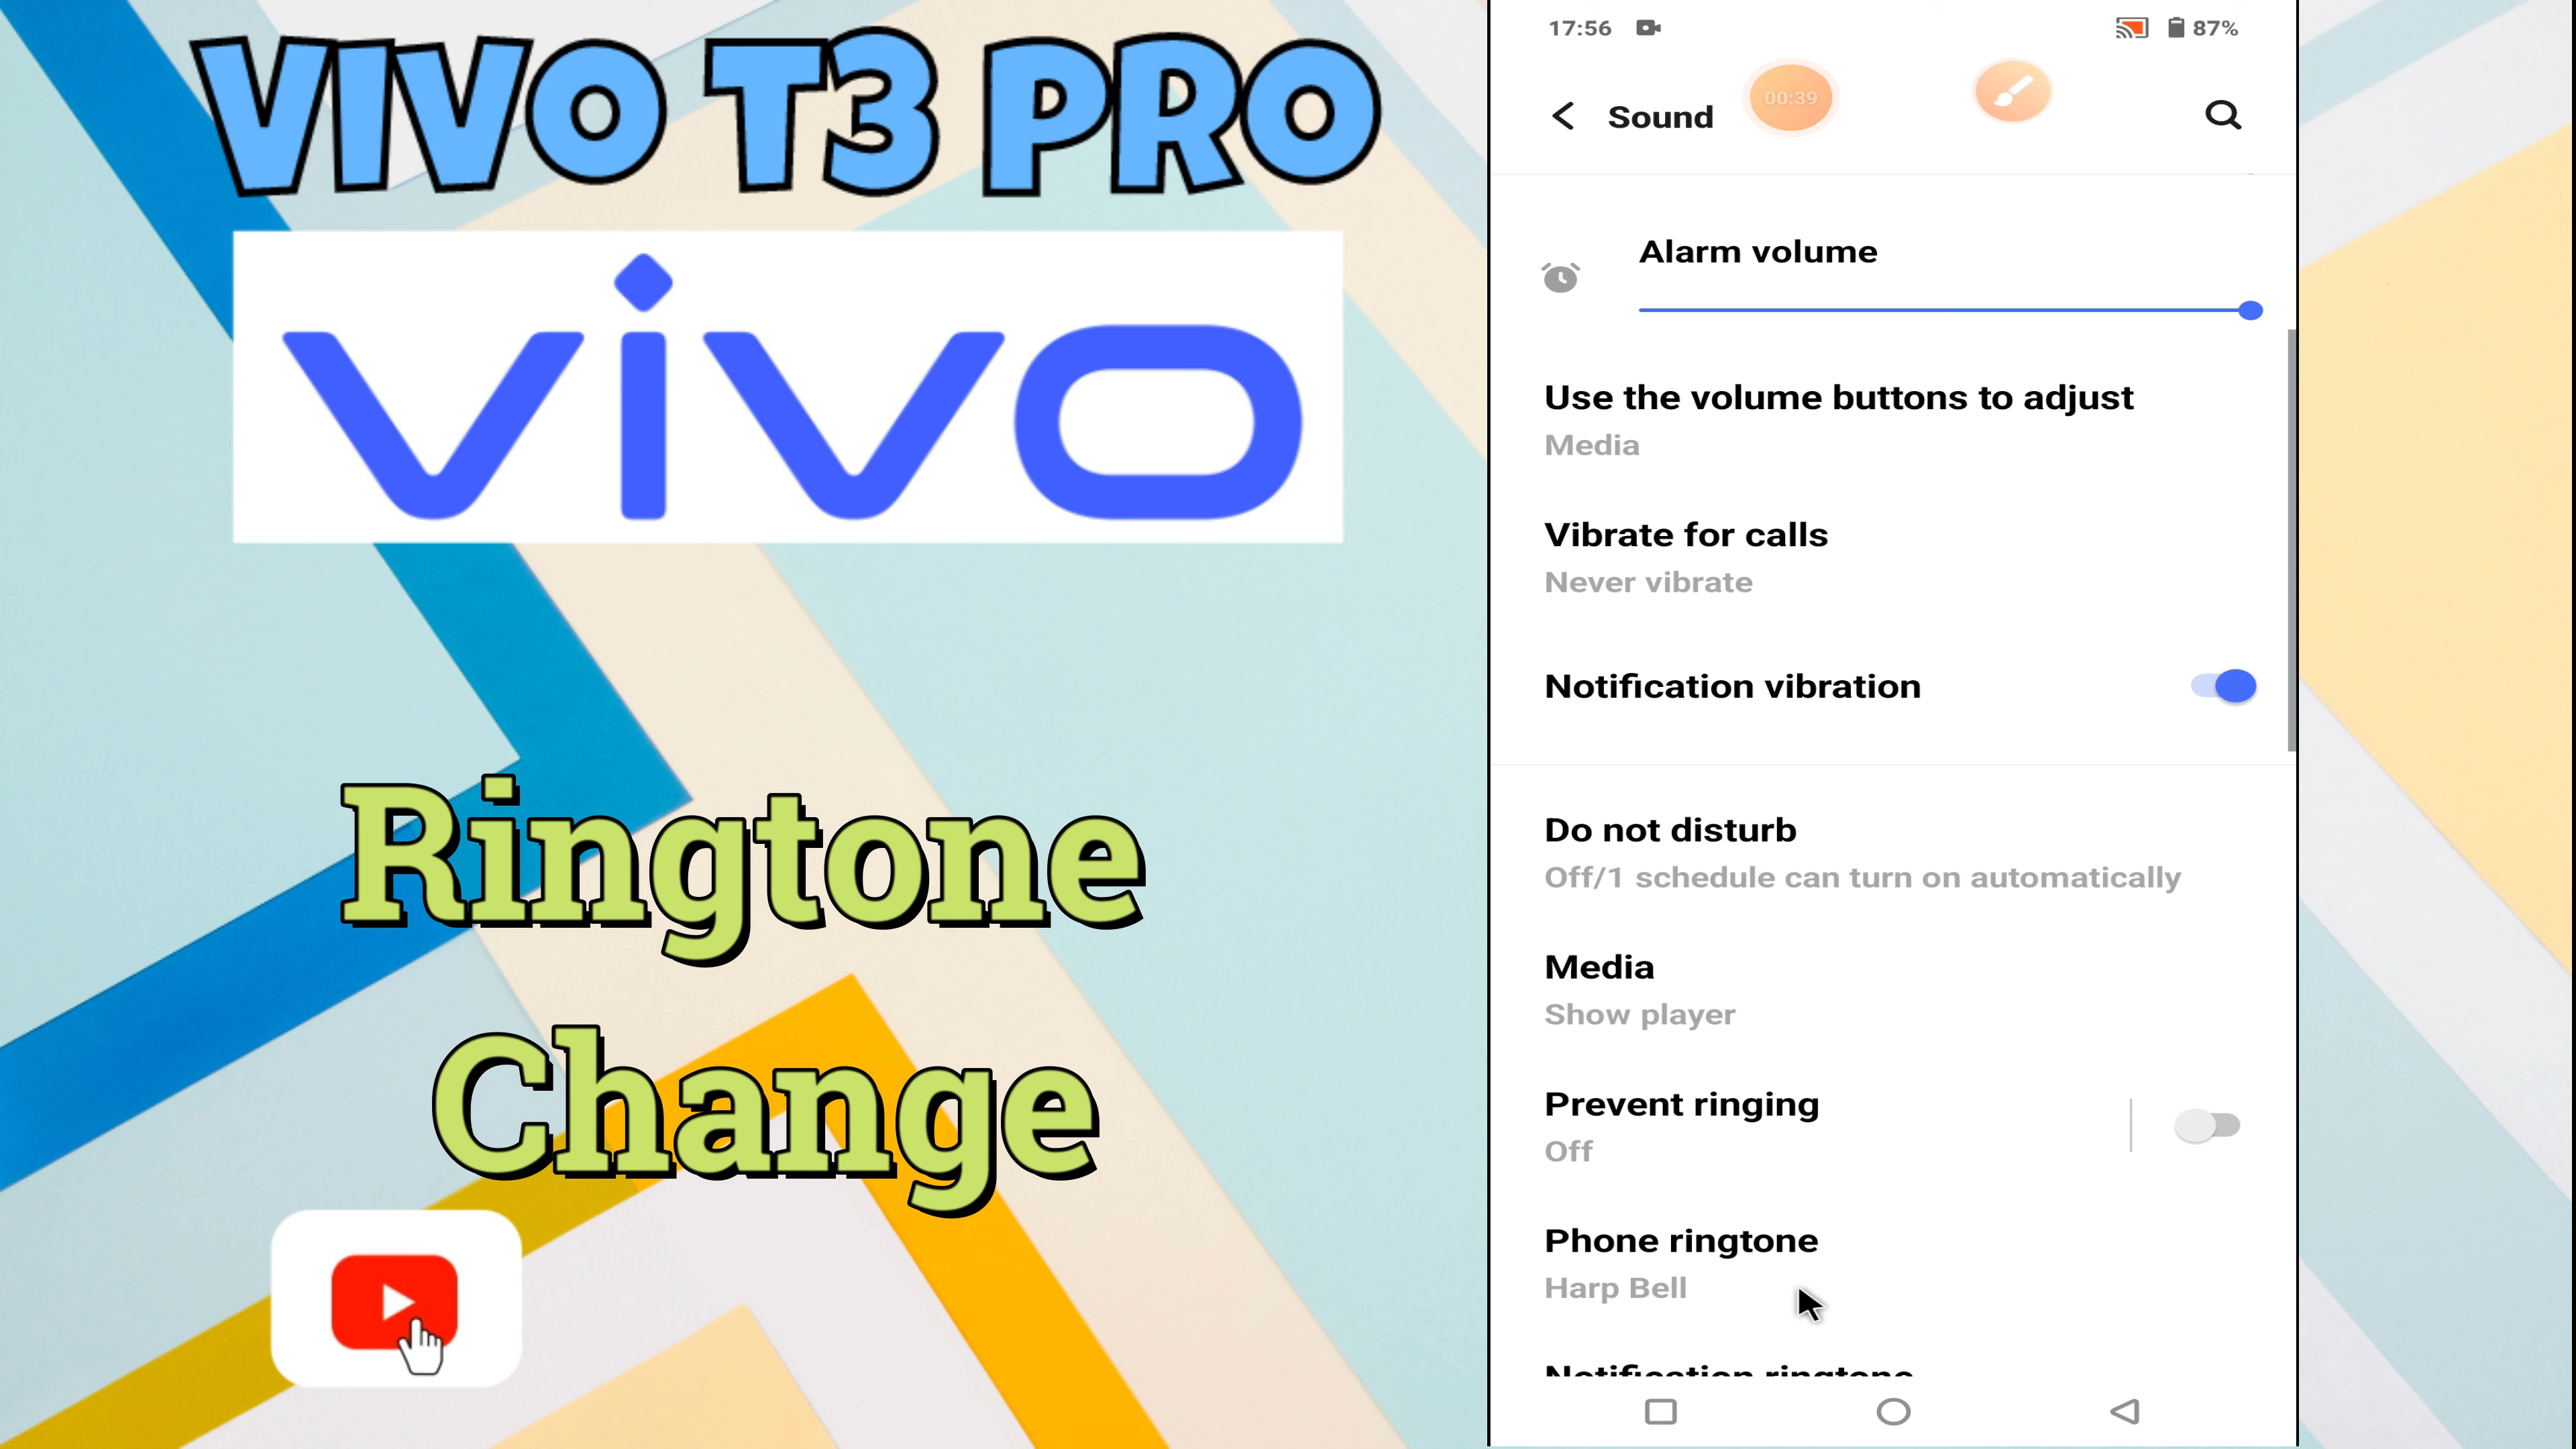 VIVO T3 PRO
vivo
Ringtone
Change
17:56
87%
Sound
00:39
Alarm volume
Use the volume buttons to adjust
Media
Vibrate for calls
Never vibrate
Notification vibration
Do not disturb
Off/1 schedule can turn on automatically
Media
Show player
Prevent ringing
Off
Phone ringtone
Harp Bell
Notification ringtone